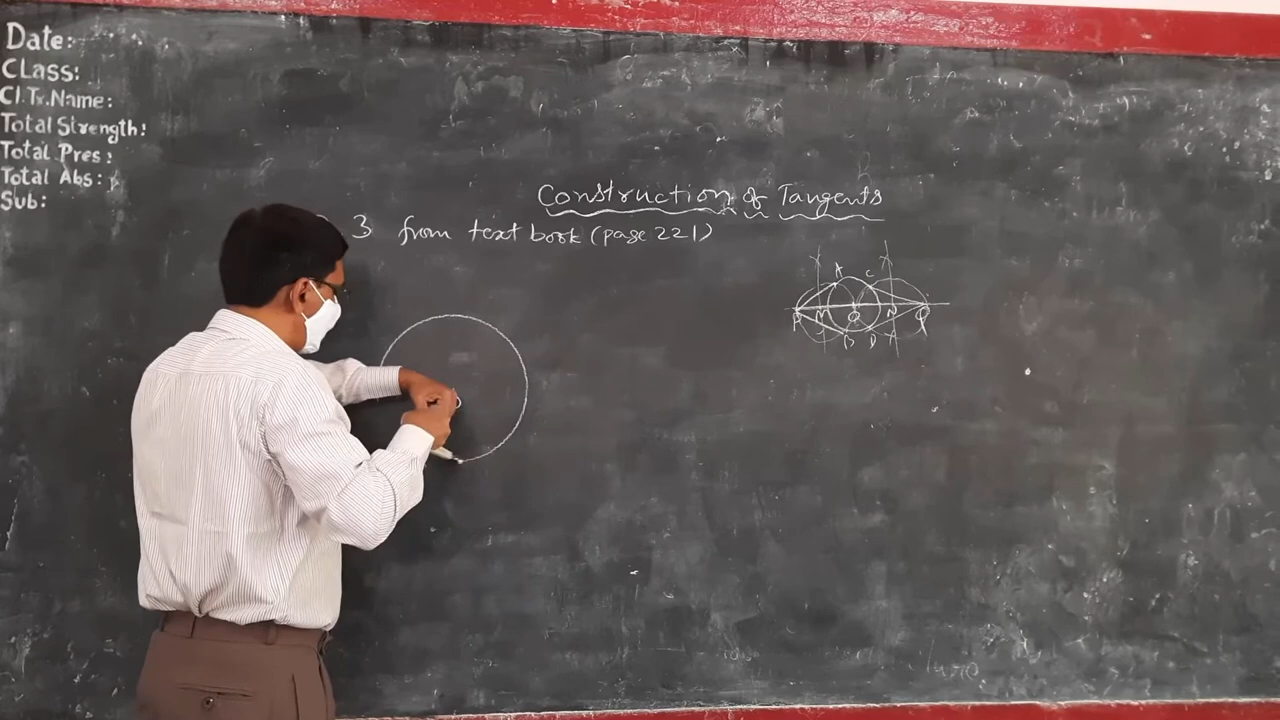 Date:
CLass:
Cl.Tr.Name:
Total Strength:
Total Pres:
Total Abs:
Sub:
Construction of Tangents
3 from text book (page 221)
A C
P M O N Q
B D